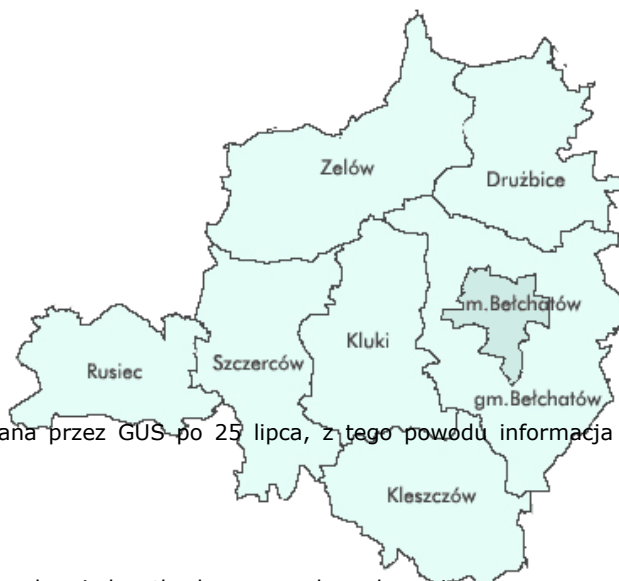 Zelów
Drużbice
m.Bełchatów
Kluki
Szczerców
Rusiec
gm.Bełchatów
ana przez GUS po 25 lipca, z tego powodu informacja
Kleszczów